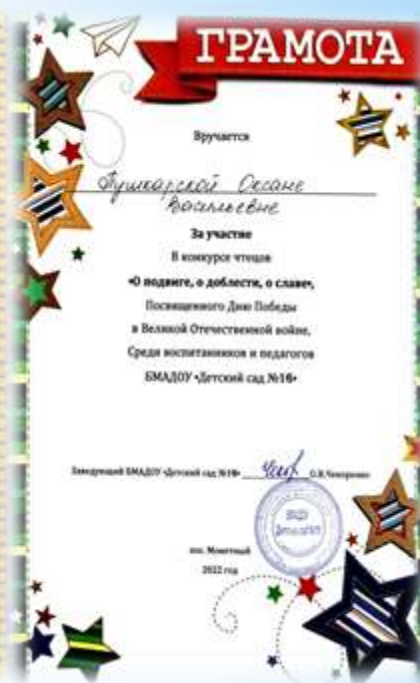 ГРАМОТА
Вручается
Пушкарской Оксане
Васильевне
За участие
В конкурсе чтецов
«О подвиге, о доблести, о славе»,
Посвященного Дню Победы
в Великой Отечественной войне,
Среди воспитанников и педагогов
БМАДОУ «Детский сад №16»
Заведующий БМАДОУ «Детский сад №16»
пос. Монетный
2022 год